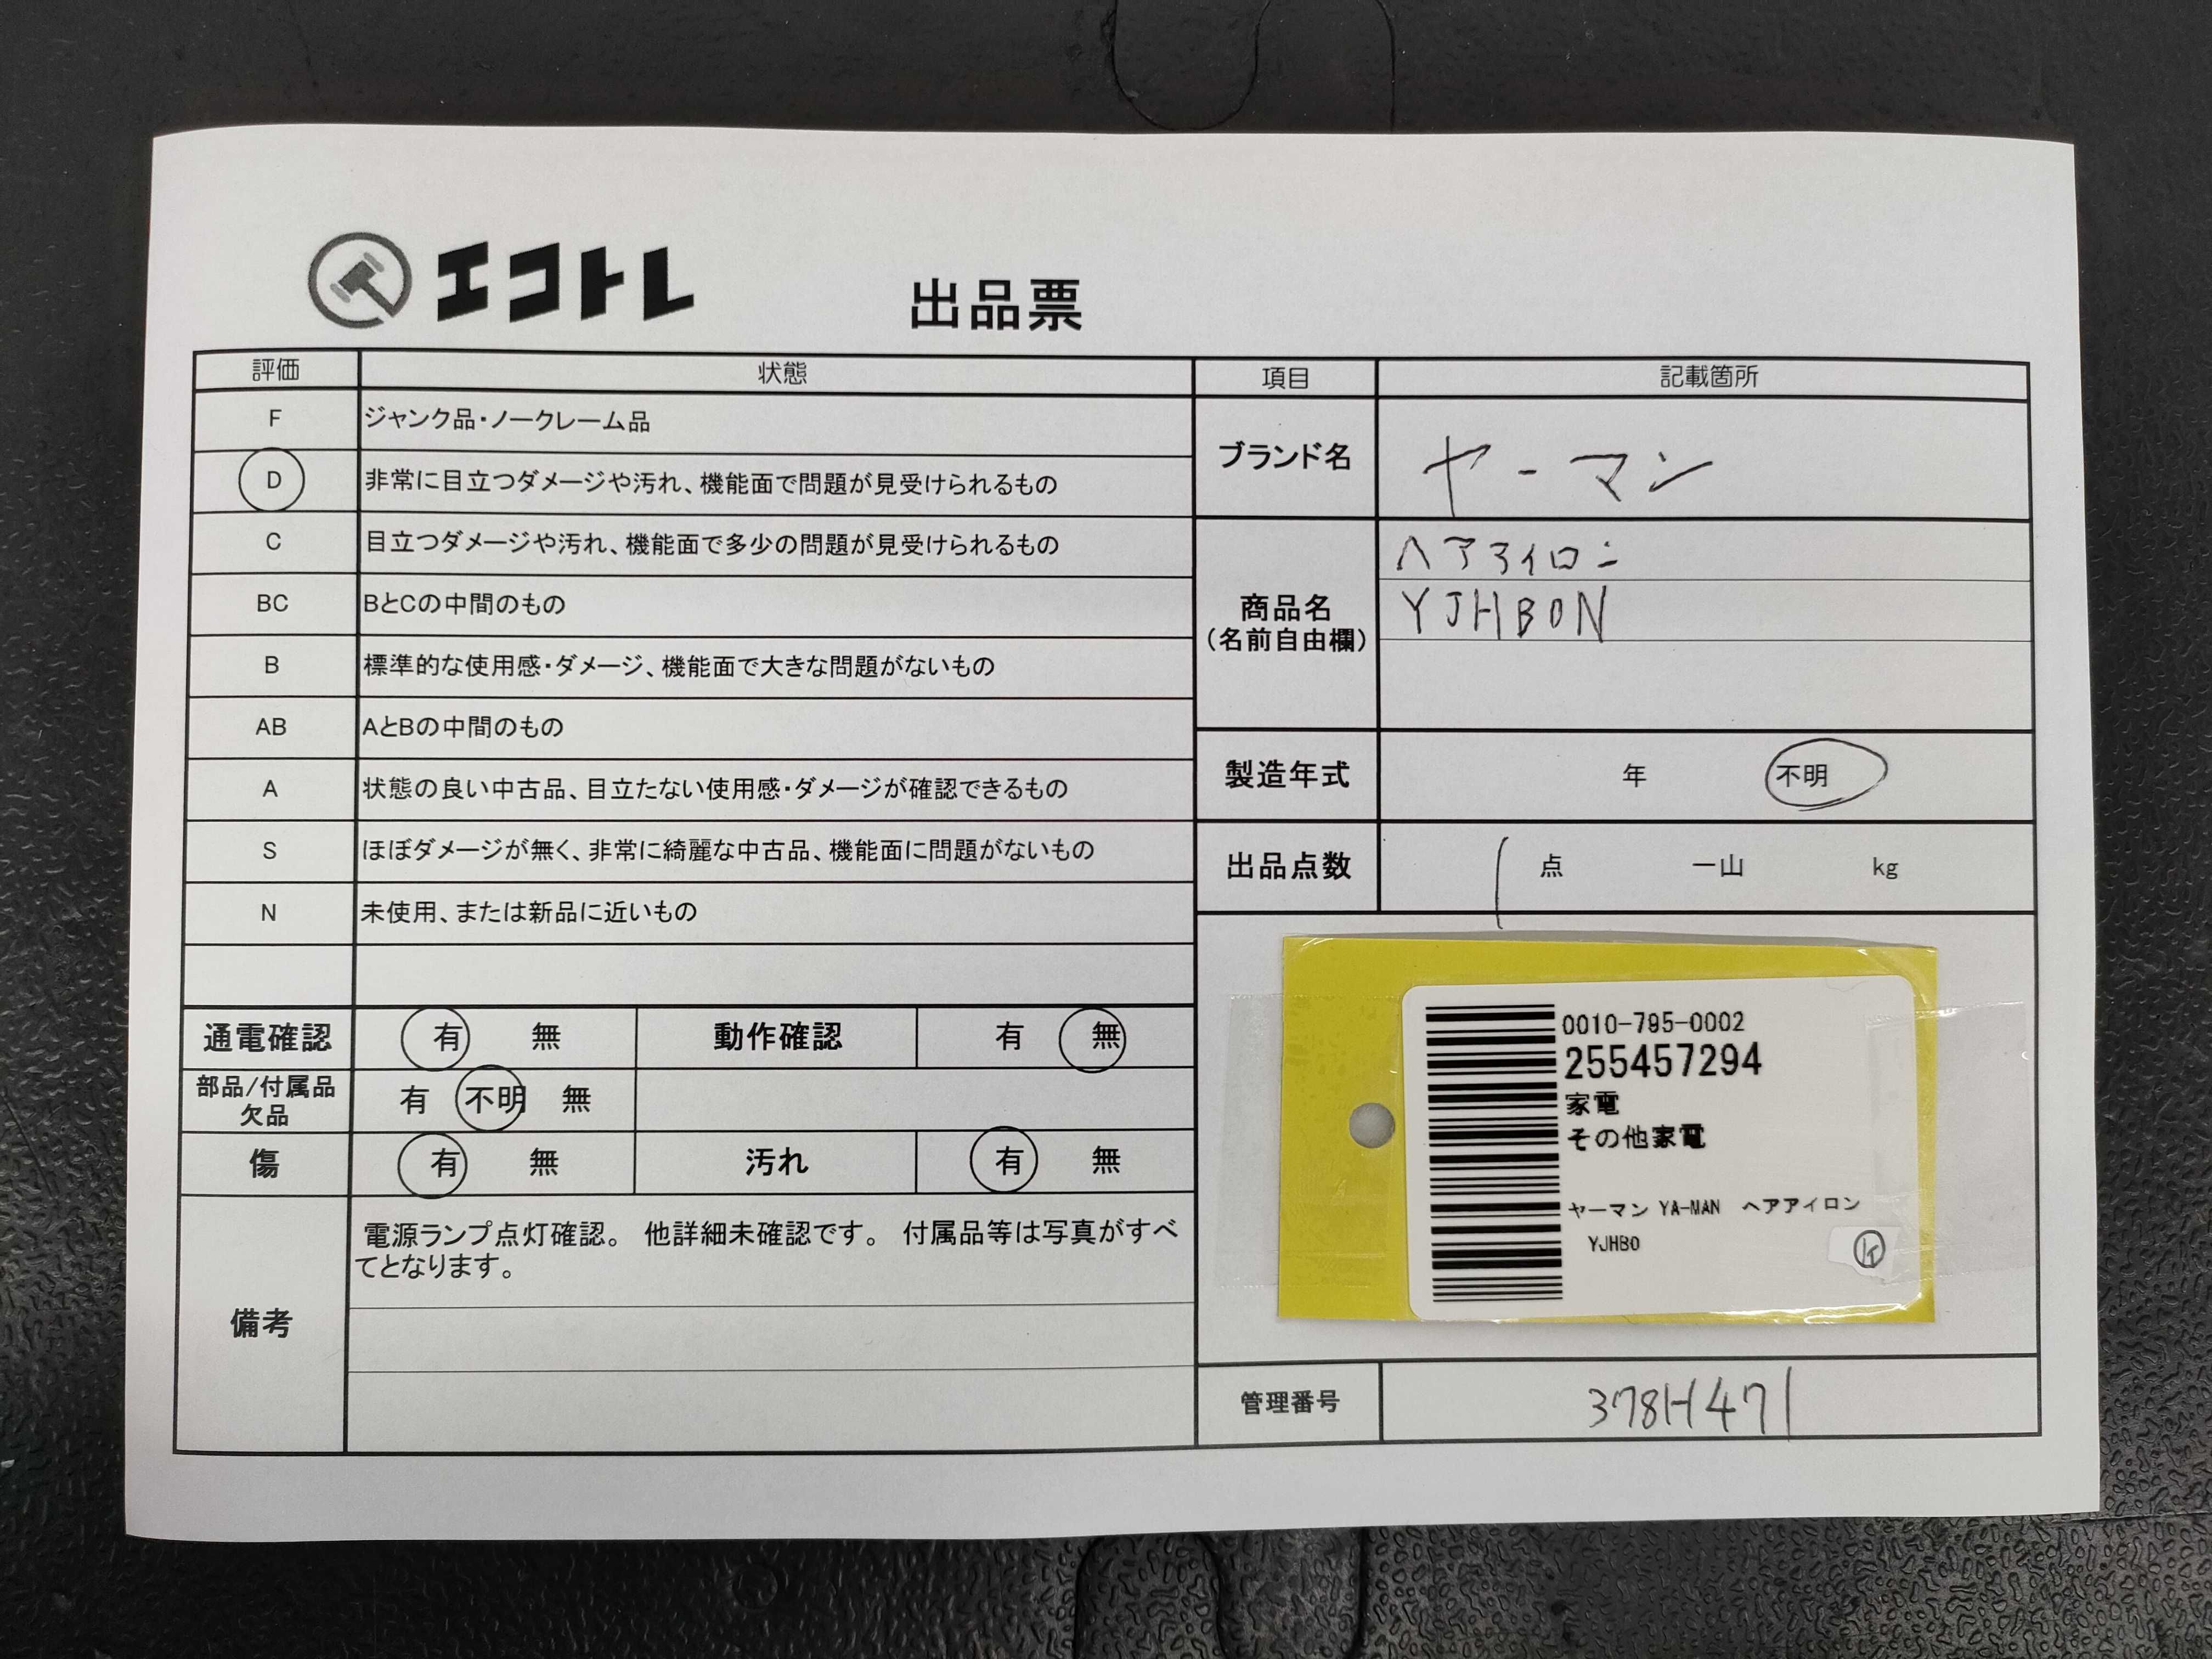 エコトレ
出品票
評価 状態
F ジャンク品・ノークレーム品
D 非常に目立つダメージや汚れ、機能面で問題が見受けられるもの
C 目立つダメージや汚れ、機能面で多少の問題が見受けられるもの
BC BとCの中間のもの
B 標準的な使用感・ダメージ、機能面で大きな問題がないもの
AB AとBの中間のもの
A 状態の良い中古品、目立たない使用感・ダメージが確認できるもの
S ほぼダメージが無く、非常に綺麗な中古品、機能面に問題がないもの
N 未使用、または新品に近いもの
通電確認 有 無 動作確認 有 無
部品/付属品
欠品 有 不明 無
傷 有 無 汚れ 有 無
備考
電源ランプ点灯確認。 他詳細未確認です。 付属品等は写真がすべ
てとなります。
項目 記載箇所
ブランド名 ヤーマン
商品名
(名前自由欄)
ヘアアイロン
YJHB0N
製造年式 年 不明
出品点数 1 点 一山 kg
0010-795-0002
255457294
家電
その他家電
ヤーマン YA-MAN ヘアアイロン
YJHB0
管理番号 378H471